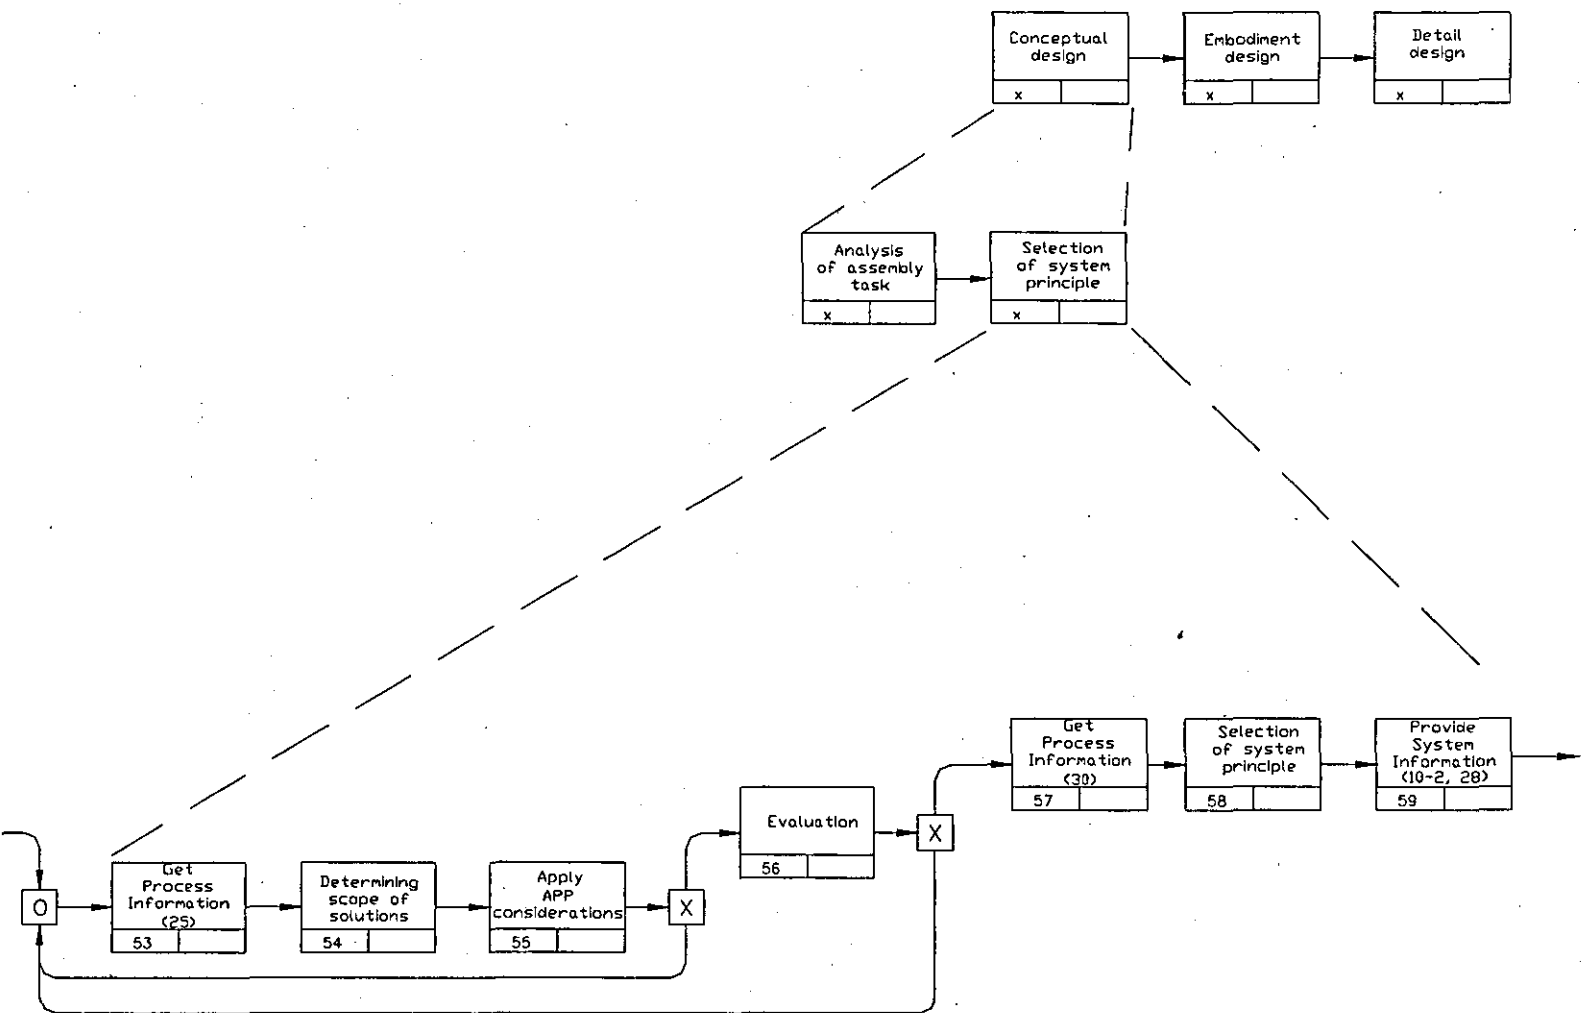 Conceptual
design
x
Embodiment
design
x
Detail
design
x
Analysis
of assembly
task
x
Selection
of system
principle
x
Get
Process
Information
(30)
57
Selection
of system
principle
58
Provide
System
Information
(10-2, 28)
59
Evaluation
56
X
O
Get
Process
Information
(25)
53
Determining
scope of
solutions
54
Apply
APP
considerations
55
X